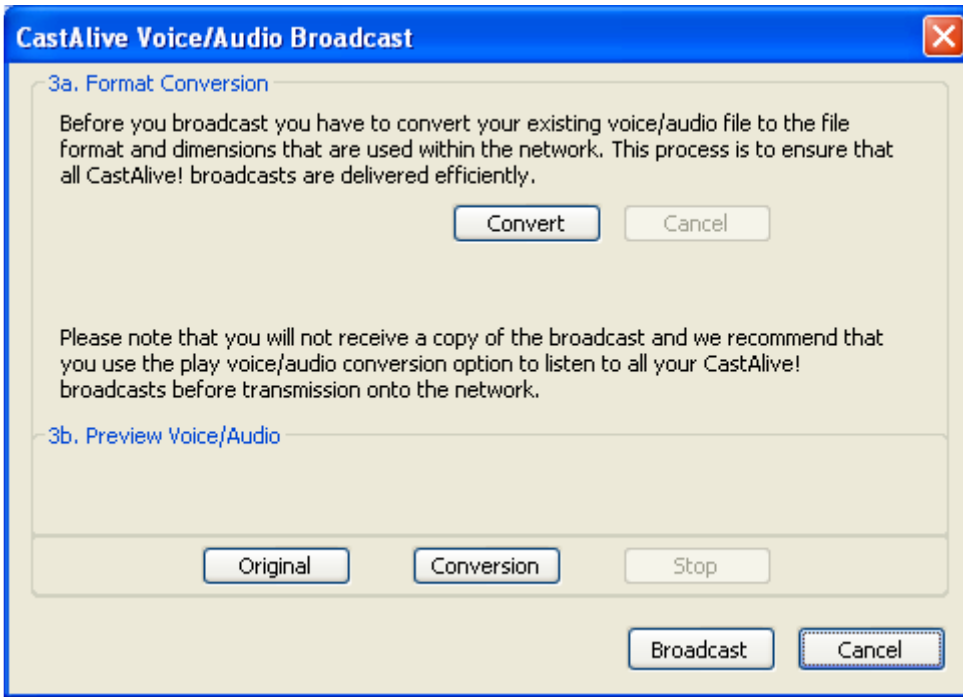 CastAlive Voice/Audio Broadcast
3a. Format Conversion
Before you broadcast you have to convert your existing voice/audio file to the file
format and dimensions that are used within the network. This process is to ensure that
all CastAlive! broadcasts are delivered efficiently.
Convert
Cancel
Please note that you will not receive a copy of the broadcast and we recommend that
you use the play voice/audio conversion option to listen to all your CastAlive!
broadcasts before transmission onto the network.
3b. Preview Voice/Audio
Original
Conversion
Stop
Broadcast
Cancel